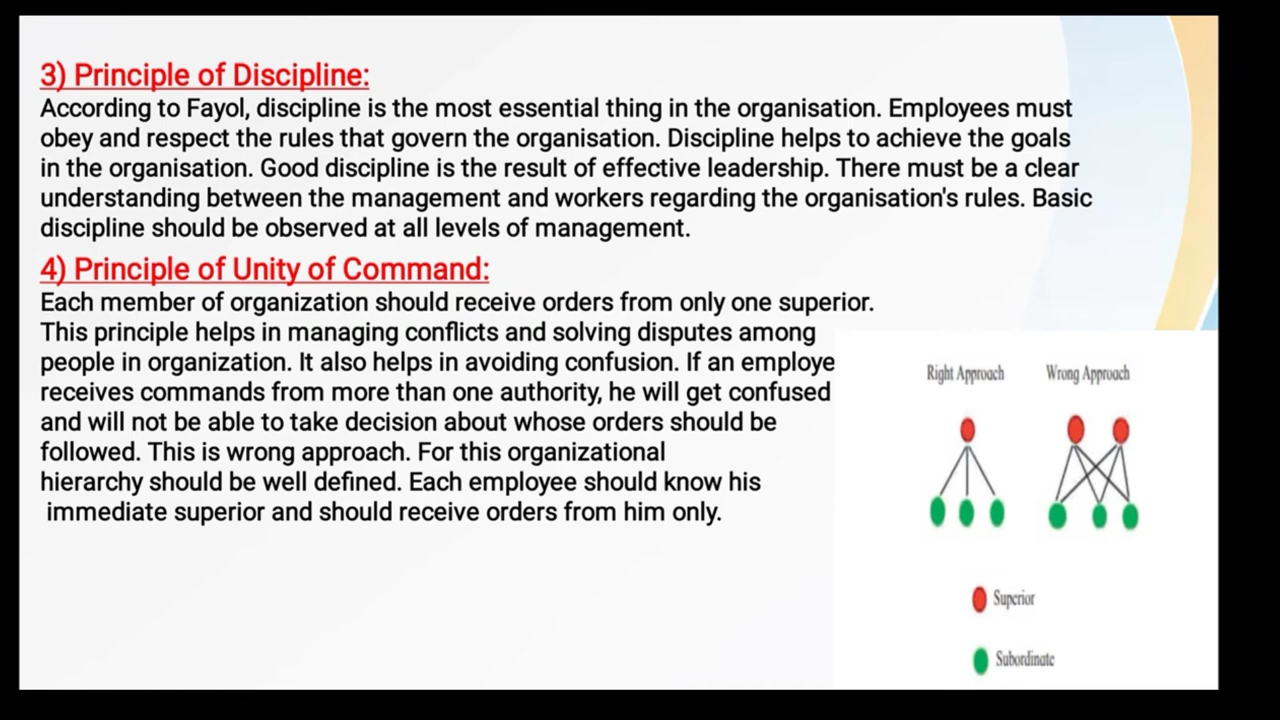 3) Principle of Discipline:
According to Fayol, discipline is the most essential thing in the organisation. Employees must
obey and respect the rules that govern the organisation. Discipline helps to achieve the goals
in the organisation. Good discipline is the result of effective leadership. There must be a clear
understanding between the management and workers regarding the organisation's rules. Basic
discipline should be observed at all levels of management.
4) Principle of Unity of Command:
Each member of organization should receive orders from only one superior.
This principle helps in managing conflicts and solving disputes among
people in organization. It also helps in avoiding confusion. If an employe
receives commands from more than one authority, he will get confused
and will not be able to take decision about whose orders should be
followed. This is wrong approach. For this organizational
hierarchy should be well defined. Each employee should know his
immediate superior and should receive orders from him only.
Right Approach Wrong Approach
Superior
Subordinate